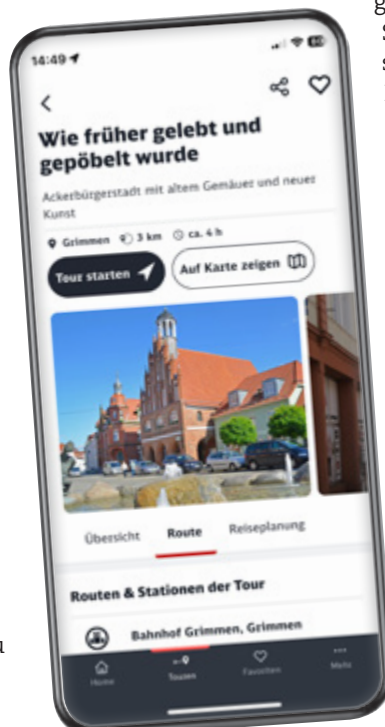 14:49
Wie früher gelebt und
gepöbelt wurde
Ackerbürgerstadt mit altem Gemäuer und neuer
Kunst
Grimmen 3 km ca. 4 h
Tour starten
Auf Karte zeigen
Übersicht Route Reiseplanung
Routen & Stationen der Tour
Bahnhof Grimmen, Grimmen
Home Touren Favoriten Mehr